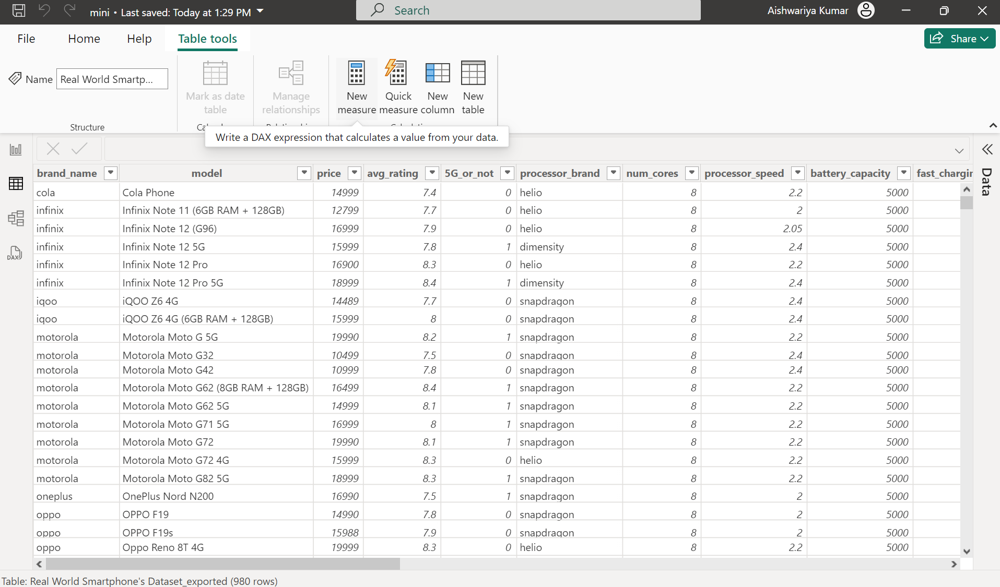 mini • Last saved: Today at 1:29 PM Search Aishwariya Kumar
File Home Help Table tools Share
Name Real World Smartp...
Mark as date table
Manage relationships
New measure
Quick measure
New column
New table
Structure
Write a DAX expression that calculates a value from your data.
brand_name model price avg_rating 5G_or_not processor_brand num_cores processor_speed battery_capacity fast_chargin
cola Cola Phone 14999 7.4 0 helio 8 2.2 5000
infinix Infinix Note 11 (6GB RAM + 128GB) 12799 7.7 0 helio 8 2 5000
infinix Infinix Note 12 (G96) 16999 7.9 0 helio 8 2.05 5000
infinix Infinix Note 12 5G 15999 7.8 1 dimensity 8 2.4 5000
infinix Infinix Note 12 Pro 16900 8.3 0 helio 8 2.2 5000
infinix Infinix Note 12 Pro 5G 18999 8.4 1 dimensity 8 2.4 5000
iqoo iQOO Z6 4G 14489 7.7 0 snapdragon 8 2.4 5000
iqoo iQOO Z6 4G (6GB RAM + 128GB) 15999 8 0 snapdragon 8 2.4 5000
motorola Motorola Moto G 5G 19990 8.2 1 snapdragon 8 2.2 5000
motorola Motorola Moto G32 10499 7.5 0 snapdragon 8 2.4 5000
motorola Motorola Moto G42 10999 7.8 0 snapdragon 8 2.4 5000
motorola Motorola Moto G62 (8GB RAM + 128GB) 16499 8.4 1 snapdragon 8 2.2 5000
motorola Motorola Moto G62 5G 14999 8.1 1 snapdragon 8 2.2 5000
motorola Motorola Moto G71 5G 16999 8 1 snapdragon 8 2.2 5000
motorola Motorola Moto G72 19990 8.1 1 snapdragon 8 2.2 5000
motorola Motorola Moto G72 4G 15999 8.3 0 helio 8 2.2 5000
motorola Motorola Moto G82 5G 18999 8.3 1 snapdragon 8 2.2 5000
oneplus OnePlus Nord N200 16990 7.5 1 snapdragon 8 2 5000
oppo OPPO F19 14990 7.8 0 snapdragon 8 2 5000
oppo OPPO F19s 15988 7.9 0 snapdragon 8 2 5000
oppo Oppo Reno 8T 4G 19999 8.3 0 helio 8 2.2 5000
Data
DAX
Table: Real World Smartphone's Dataset_exported (980 rows)